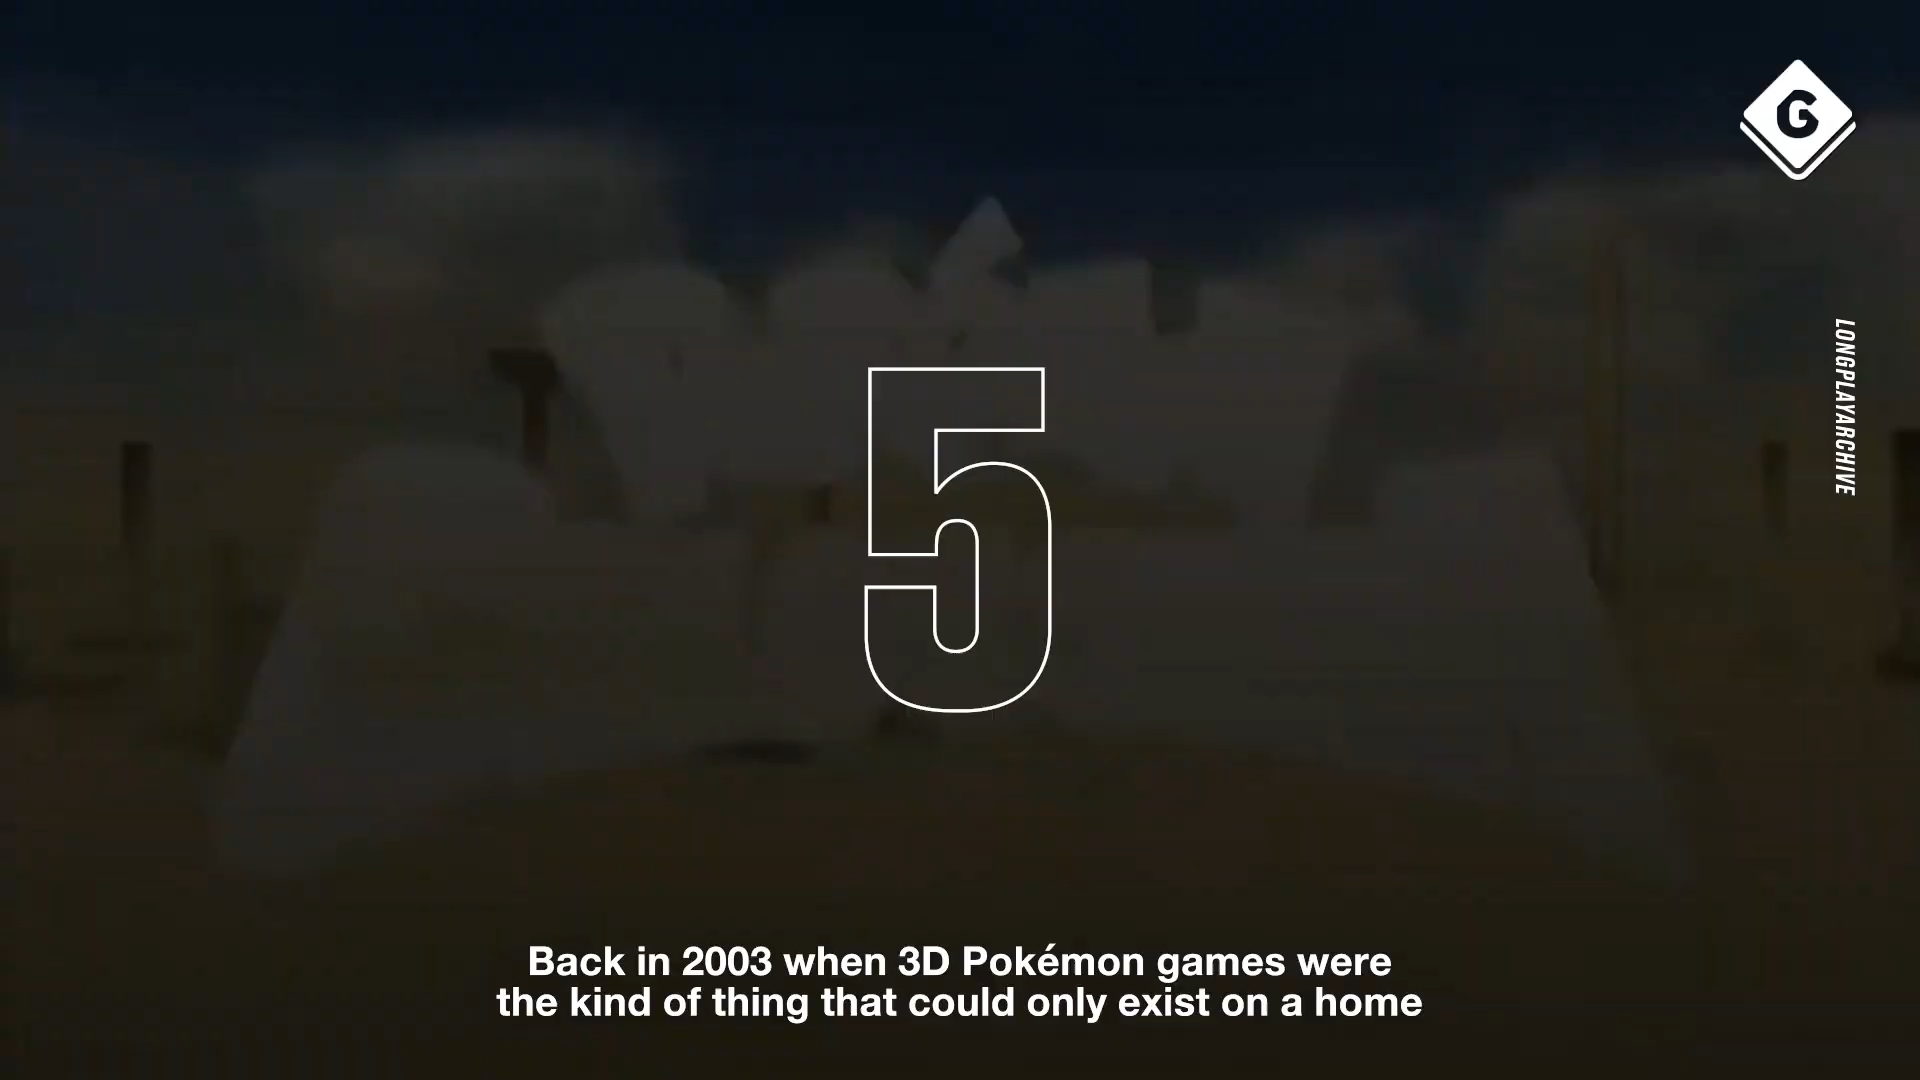 G
LONGPLAYARCHIVE
5
Back in 2003 when 3D Pokémon games were
the kind of thing that could only exist on a home